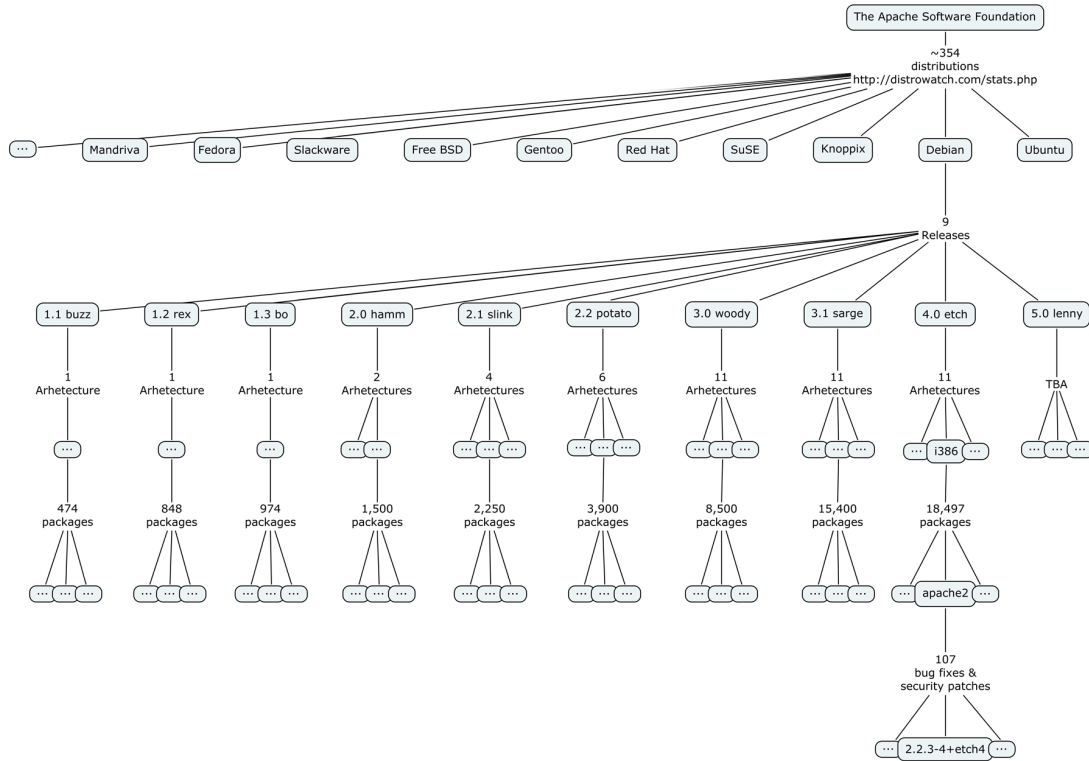 The Apache Software Foundation
~354
distributions
http://distrowatch.com/stats.php
...
Mandriva
Fedora
Slackware
Free BSD
Gentoo
Red Hat
SuSE
Knoppix
Debian
Ubuntu
9
Releases
1.1 buzz
1.2 rex
1.3 bo
2.0 hamm
2.1 slink
2.2 potato
3.0 woody
3.1 sarge
4.0 etch
5.0 lenny
1
Arhetecture
1
Arhetecture
1
Arhetecture
2
Arhetectures
4
Arhetectures
6
Arhetectures
11
Arhetectures
11
Arhetectures
11
Arhetectures
TBA
...
...
...
... ...
... ... ...
... ... ...
... ... ...
... ... ...
... i386 ...
... ... ...
474
packages
848
packages
974
packages
1,500
packages
2,250
packages
3,900
packages
8,500
packages
15,400
packages
18,497
packages
... ... ...
... ... ...
... ... ...
... ... ...
... ... ...
... ... ...
... ... ...
... ... ...
... apache2 ...
107
bug fixes &
security patches
... 2.2.3-4+etch4 ...